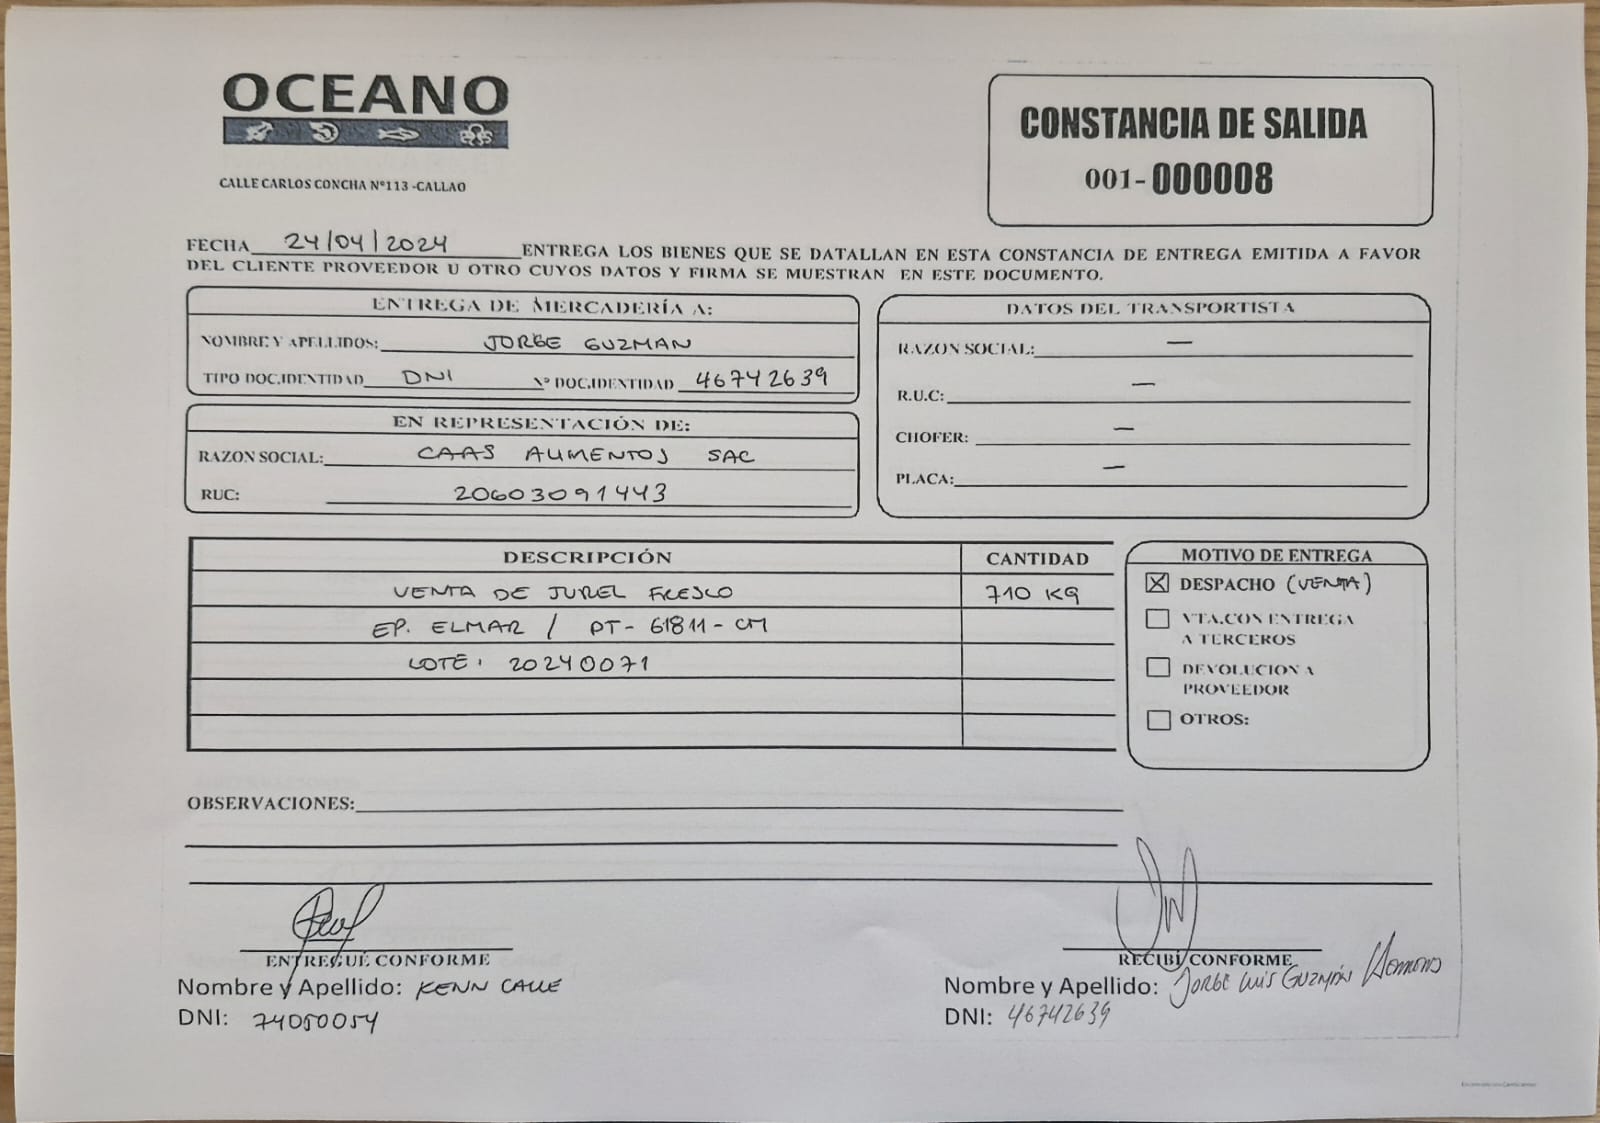 OCEANO
CALLE CARLOS CONCHA Nº113 -CALLAO
CONSTANCIA DE SALIDA
001-000008
FECHA 24/04/2024 ENTREGA LOS BIENES QUE SE DATALLAN EN ESTA CONSTANCIA DE ENTREGA EMITIDA A FAVOR
DEL CLIENTE PROVEEDOR U OTRO CUYOS DATOS Y FIRMA SE MUESTRAN EN ESTE DOCUMENTO.
ENTREGA DE MERCADERÍA A:
NOMBRE Y APELLIDOS: JORGE GUZMAN
TIPO DOC.IDENTIDAD DNI Nº DOC.IDENTIDAD 46742639
EN REPRESENTACIÓN DE:
RAZON SOCIAL: CAAS ALIMENTOS SAC
RUC: 20603091443
DATOS DEL TRANSPORTISTA
RAZON SOCIAL: —
R.U.C: —
CHOFER: —
PLACA: —
DESCRIPCIÓN CANTIDAD
VENTA DE JUREL FRESCO 710 KG
EP. ELMAR / PT-61811-CM
LOTE: 20240071
MOTIVO DE ENTREGA
DESPACHO (VENTA)
VTA.CON ENTREGA
A TERCEROS
DEVOLUCION A
PROVEEDOR
OTROS:
OBSERVACIONES:
ENTREGUÉ CONFORME
Nombre y Apellido: KENN CALLE
DNI: 74050054
RECIBÍ CONFORME
Nombre y Apellido: JORGE LUIS GUZMÁN
DNI: 46742639